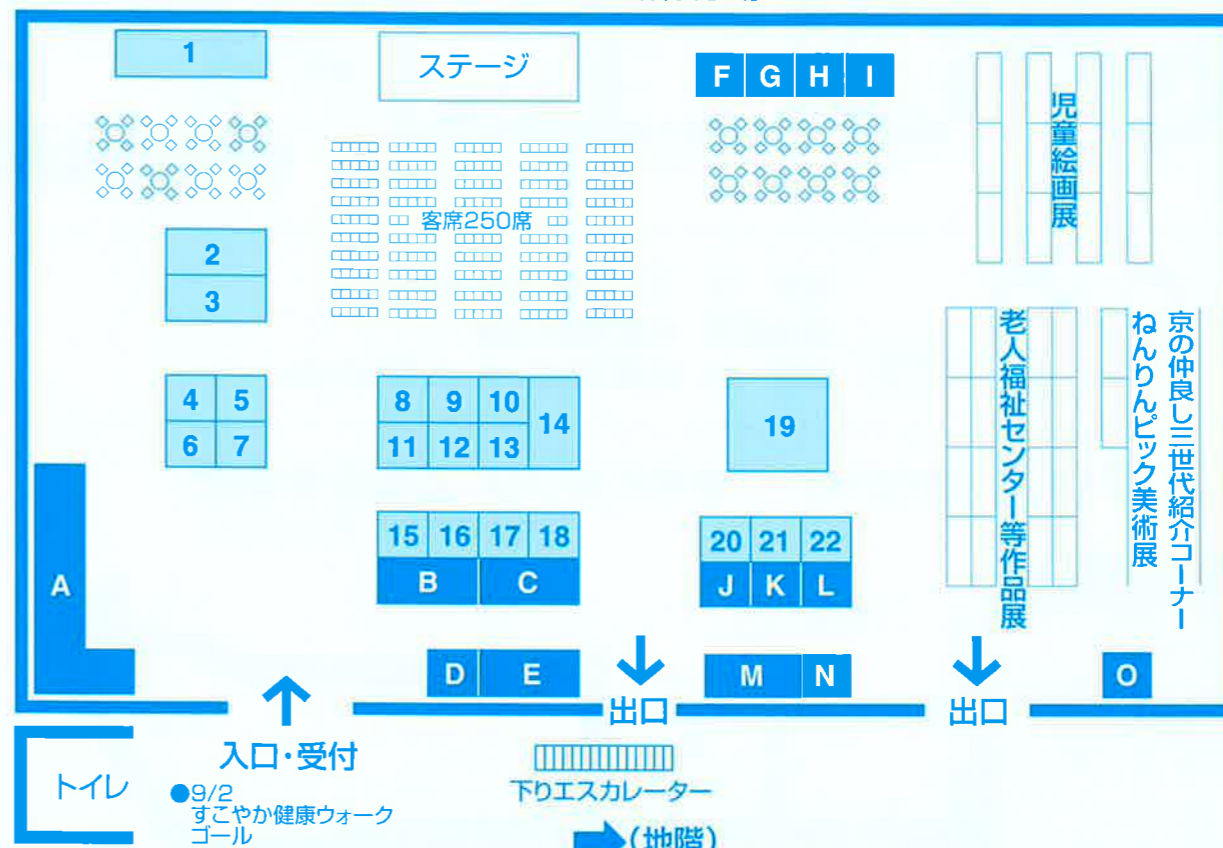 1
ステージ
F G H I
児童絵画展
客席250席
2
3
老人福祉センター等作品展
京の仲良し三世代紹介コーナー
ねんりんピック美術展
4 5
6 7
8 9 10 14
11 12 13
19
15 16 17 18
B C
20 21 22
J K L
A
D E
M N
O
出口
出口
入口・受付
トイレ
●9/2
すこやか健康ウォーク
ゴール
下りエスカレーター
(地階)